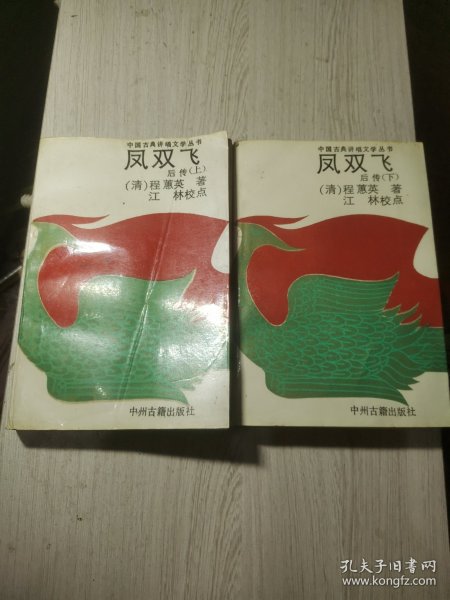 中国古典讲唱文学丛书
凤双飞
后传(上)
(清)程蕙英 著
江 林校点
中州古籍出版社
中国古典讲唱文学丛书
凤双飞
后传(下)
(清)程蕙英 著
江 林校点
中州古籍出版社
孔夫子旧书网
www.kongfz.com